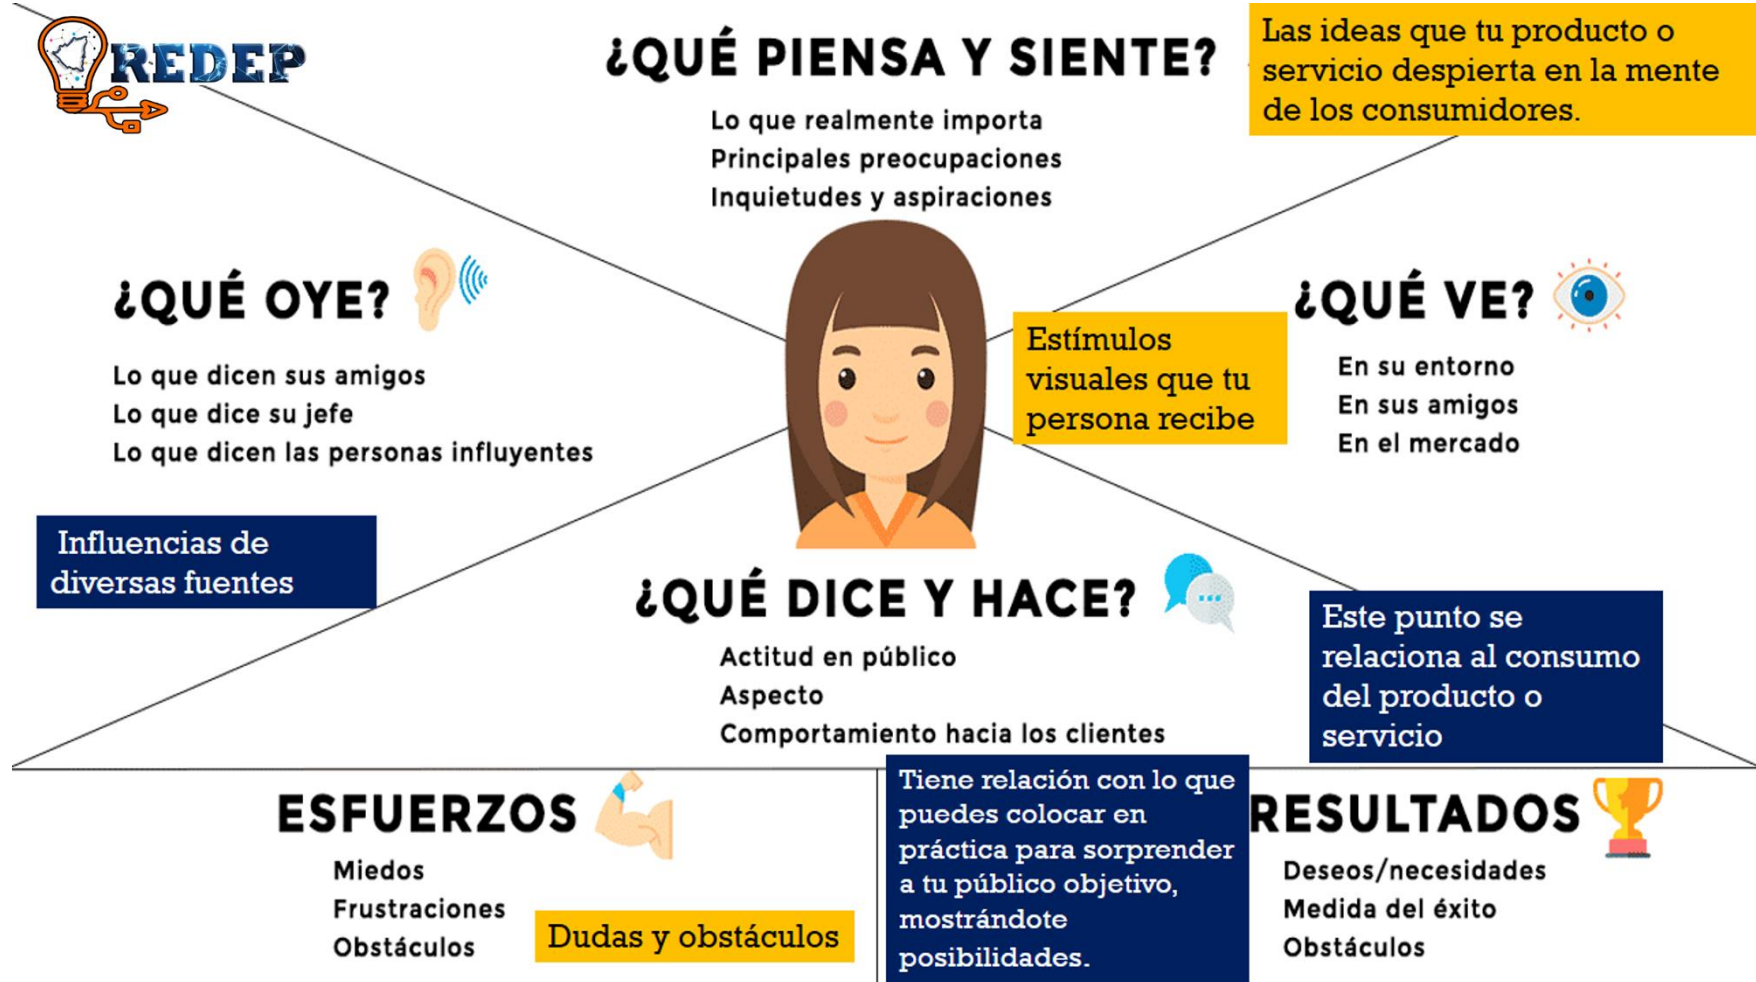 REDEP
¿QUÉ PIENSA Y SIENTE?
Lo que realmente importa
Principales preocupaciones
Inquietudes y aspiraciones
Las ideas que tu producto o
servicio despierta en la mente
de los consumidores.
¿QUÉ OYE?
Lo que dicen sus amigos
Lo que dice su jefe
Lo que dicen las personas influyentes
Influencias de
diversas fuentes
Estímulos
visuales que tu
persona recibe
¿QUÉ VE?
En su entorno
En sus amigos
En el mercado
¿QUÉ DICE Y HACE?
Actitud en público
Aspecto
Comportamiento hacia los clientes
Este punto se
relaciona al consumo
del producto o
servicio
ESFUERZOS
Miedos
Frustraciones
Obstáculos
Dudas y obstáculos
Tiene relación con lo que
puedes colocar en
práctica para sorprender
a tu público objetivo,
mostrándote
posibilidades.
RESULTADOS
Deseos/necesidades
Medida del éxito
Obstáculos